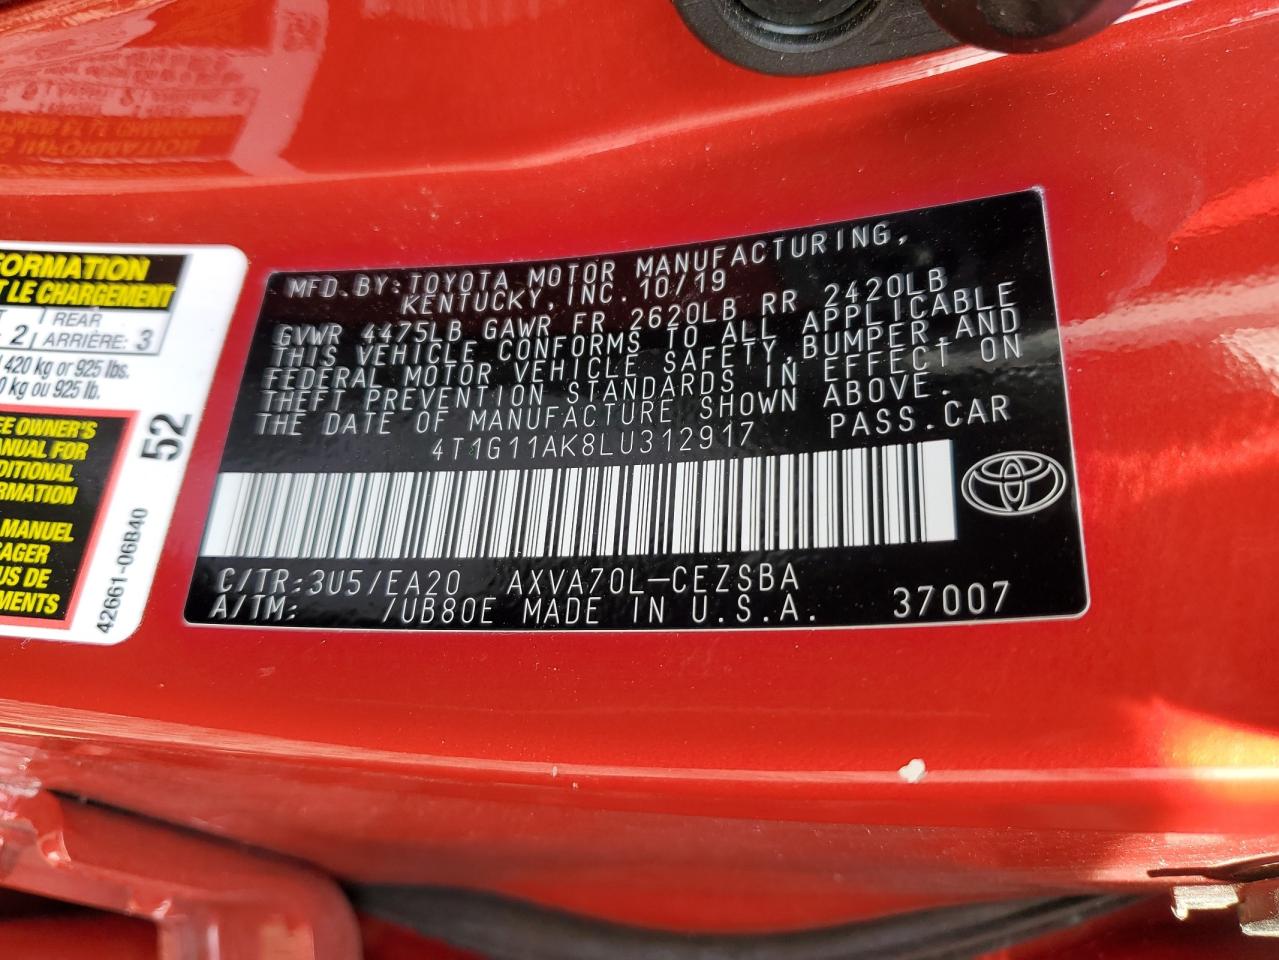 FORMATION
T LE CHARGEMENT
REAR
2 ARRIÈRE: 3
420 kg or 925 lbs.
0 kg ou 925 lb.
EE OWNER'S
MANUAL FOR
DITIONAL
RMATION
MANUEL
SAGER
US DE
MENTS
52
42661-06B40
MFD.BY:TOYOTA MOTOR MANUFACTURING,
KENTUCKY, INC. 10/19
GVWR 4475LB GAWR FR 2620LB RR 2420LB
THIS VEHICLE CONFORMS TO ALL APPLICABLE
FEDERAL MOTOR VEHICLE SAFETY, BUMPER, AND
THEFT PREVENTION STANDARDS IN EFFECT ON
THE DATE OF MANUFACTURE SHOWN ABOVE.
4T1G11AK8LU312917 PASS.CAR
C/TR:3U5/EA20 AXVA70L-CEZSBA
A/TM: /UB80E MADE IN U.S.A. 37007